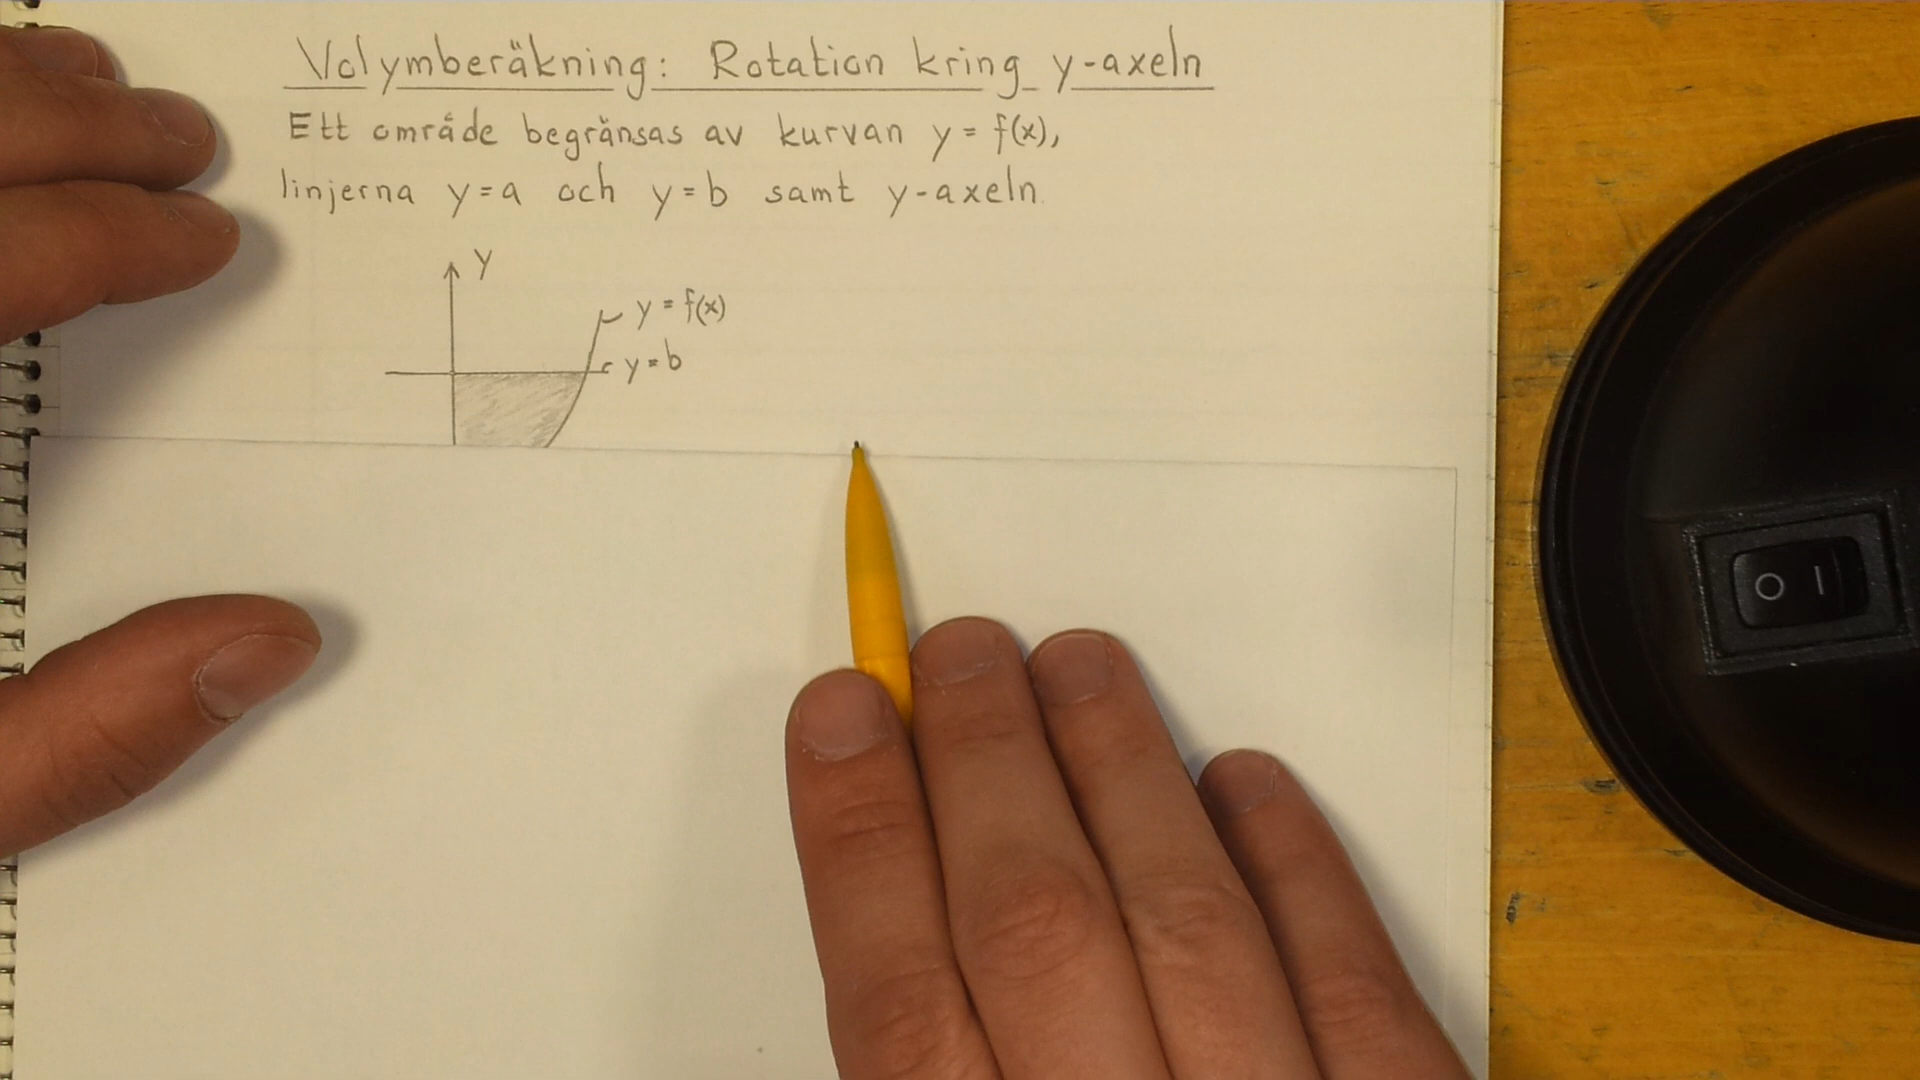 Volymberäkning: Rotation kring y-axeln
Ett område begränsas av kurvan y = f(x),
linjerna y=a och y=b samt y-axeln.
y
y = f(x)
y=b
O I